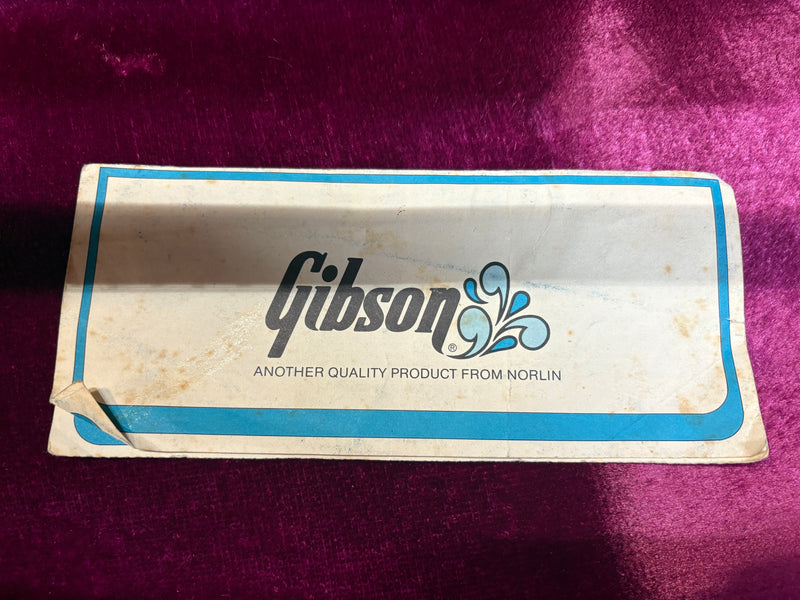 Gibson®
ANOTHER QUALITY PRODUCT FROM NORLIN